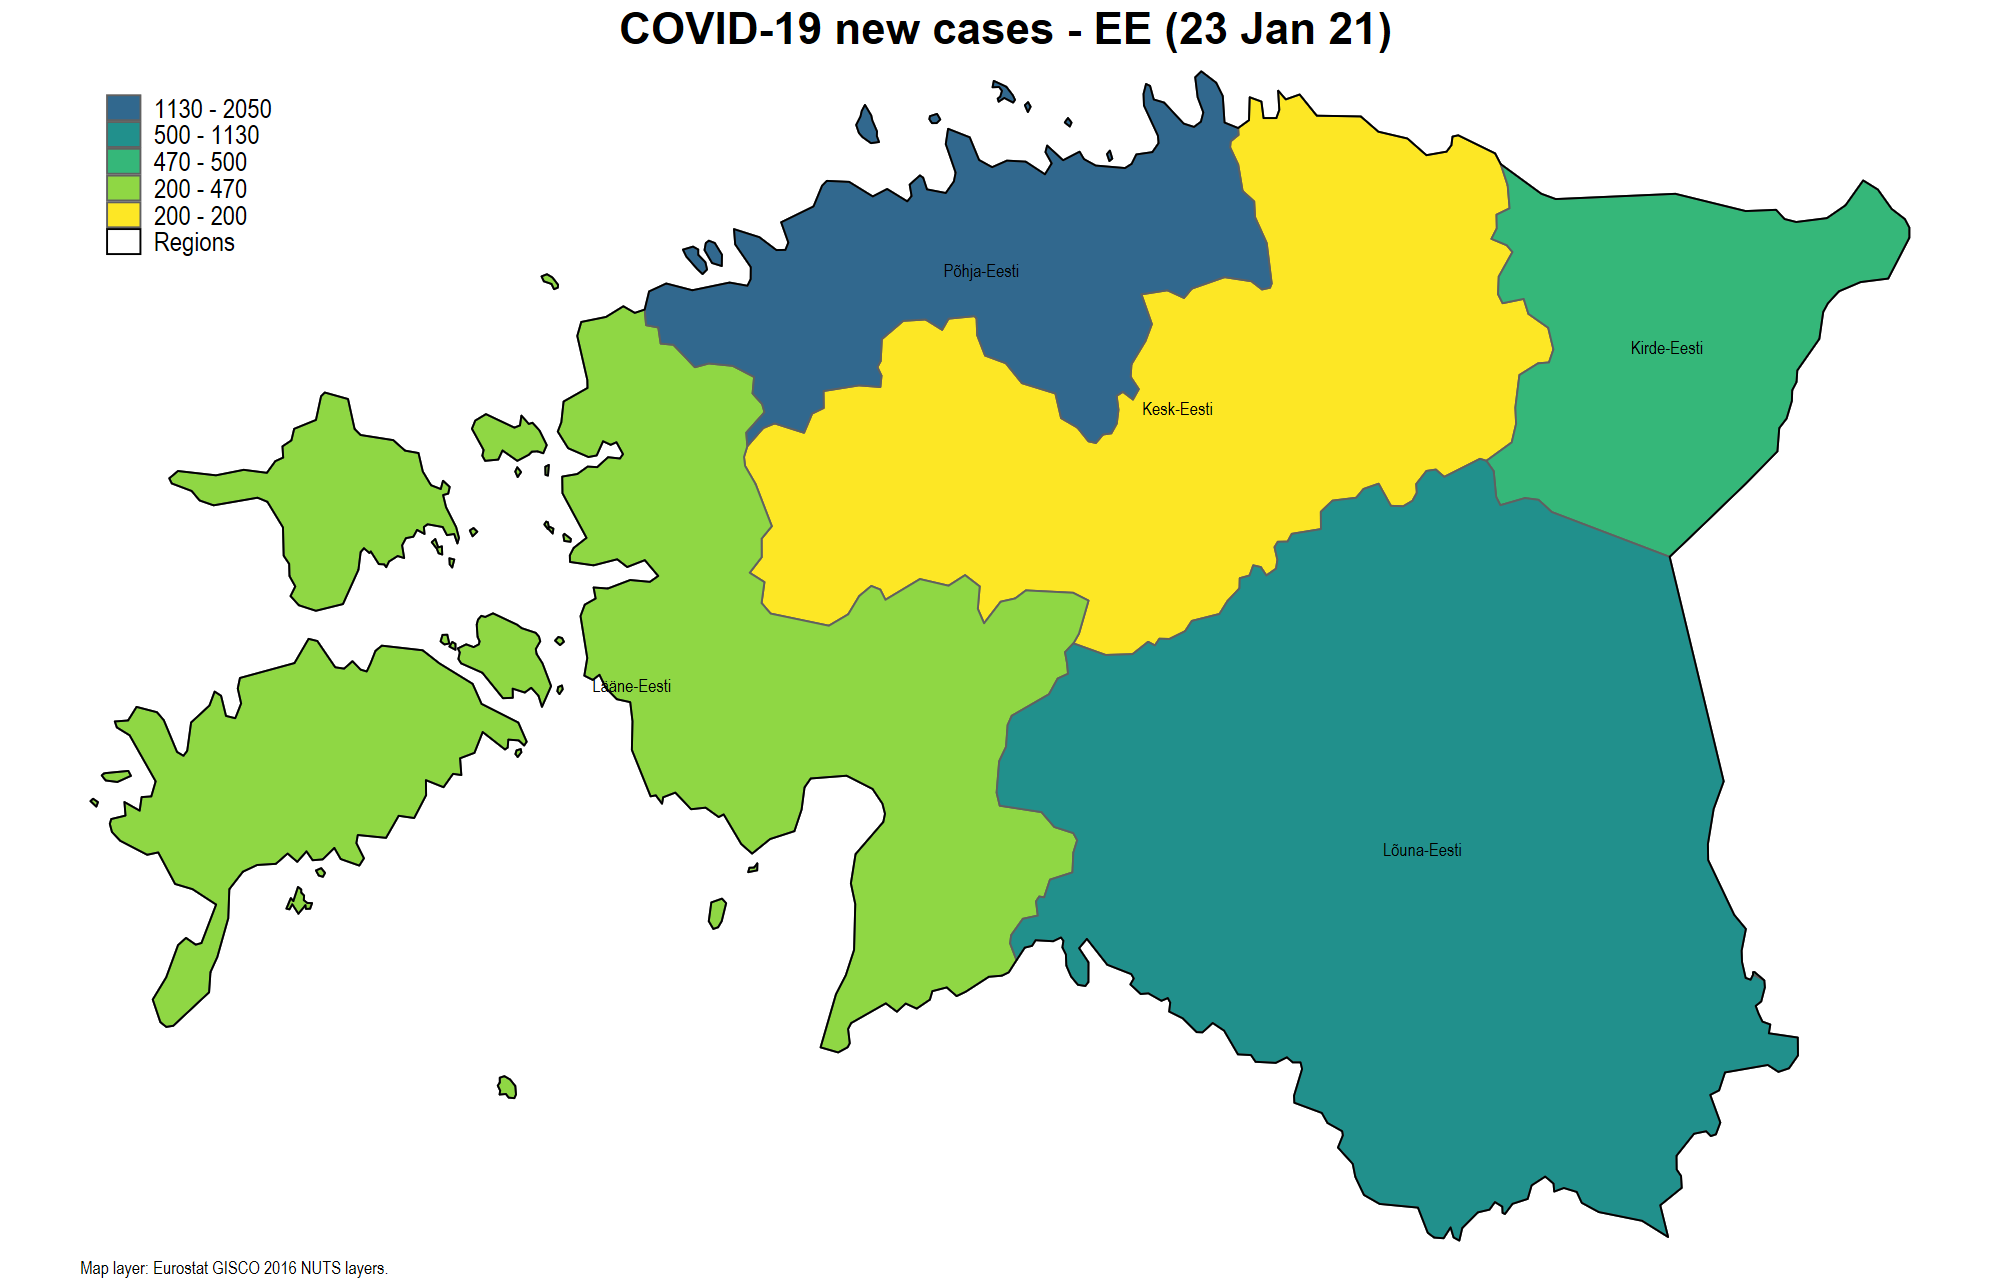 COVID-19 new cases - EE (23 Jan 21)
1130 - 2050
500 - 1130
470 - 500
200 - 470
200 - 200
Regions
Põhja-Eesti
Kirde-Eesti
Kesk-Eesti
Lääne-Eesti
Lõuna-Eesti
Map layer: Eurostat GISCO 2016 NUTS layers.